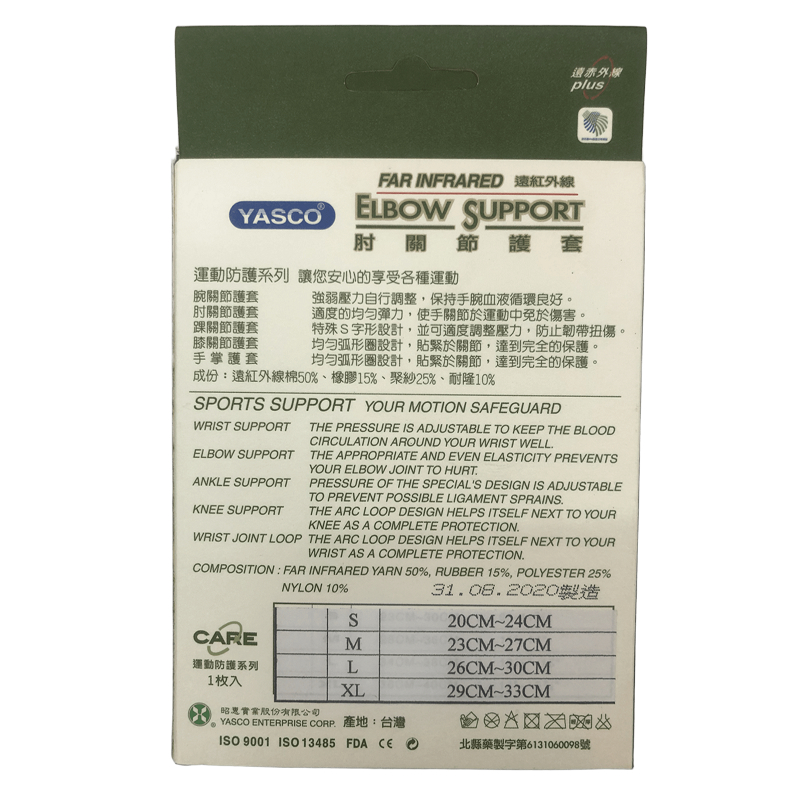 遠赤外線
plus
FAR INFRARED 遠紅外線
YASCO® ELBOW SUPPORT
肘關節護套
運動防護系列 讓您安心的享受各種運動
腕關節護套 強弱壓力自行調整，保持手腕血液循環良好。
肘關節護套 適度的均勻彈力，使手關節於運動中免於傷害。
踝關節護套 特殊S字形設計，並可適度調整壓力，防止韌帶扭傷。
膝關節護套 均勻弧形圈設計，貼緊於關節，達到完全的保護。
手掌護套 均勻弧形圈設計，貼緊於關節，達到完全的保護。
成份：遠紅外線棉50%、橡膠15%、聚紗25%、耐隆10%
SPORTS SUPPORT YOUR MOTION SAFEGUARD
WRIST SUPPORT THE PRESSURE IS ADJUSTABLE TO KEEP THE BLOOD
CIRCULATION AROUND YOUR WRIST WELL.
ELBOW SUPPORT THE APPROPRIATE AND EVEN ELASTICITY PREVENTS
YOUR ELBOW JOINT TO HURT.
ANKLE SUPPORT PRESSURE OF THE SPECIAL'S DESIGN IS ADJUSTABLE
TO PREVENT POSSIBLE LIGAMENT SPRAINS.
KNEE SUPPORT THE ARC LOOP DESIGN HELPS ITSELF NEXT TO YOUR
KNEE AS A COMPLETE PROTECTION.
WRIST JOINT LOOP THE ARC LOOP DESIGN HELPS ITSELF NEXT TO YOUR
WRIST AS A COMPLETE PROTECTION.
COMPOSITION : FAR INFRARED YARN 50%, RUBBER 15%, POLYESTER 25%
NYLON 10% 31.08.2020製造
S 20CM~24CM
M 23CM~27CM
L 26CM~30CM
XL 29CM~33CM
CARE
運動防護系列
1枚入
昭惠實業股份有限公司
YASCO ENTERPRISE CORP. 產地：台灣
ISO 9001 ISO 13485 FDA CE 北縣藥製字第6131060098號